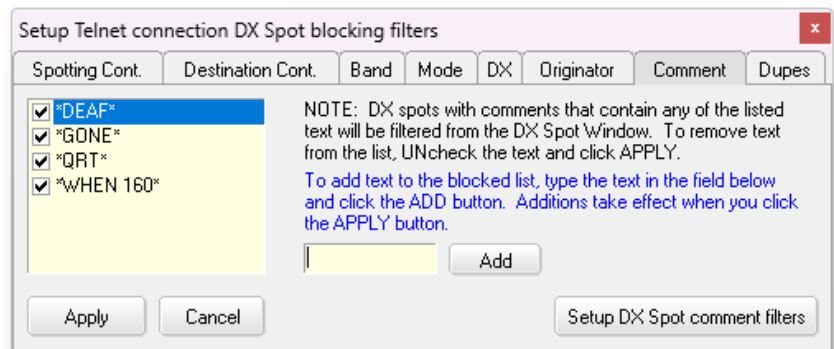 Setup Telnet connection DX Spot blocking filters
x
Spotting Cont. Destination Cont. Band Mode DX Originator Comment Dupes
*DEAF*
*GONE*
*QRT*
*WHEN 160*
NOTE: DX spots with comments that contain any of the listed
text will be filtered from the DX Spot Window. To remove text
from the list, UNcheck the text and click APPLY.
To add text to the blocked list, type the text in the field below
and click the ADD button. Additions take effect when you click
the APPLY button.
Add
Apply Cancel Setup DX Spot comment filters